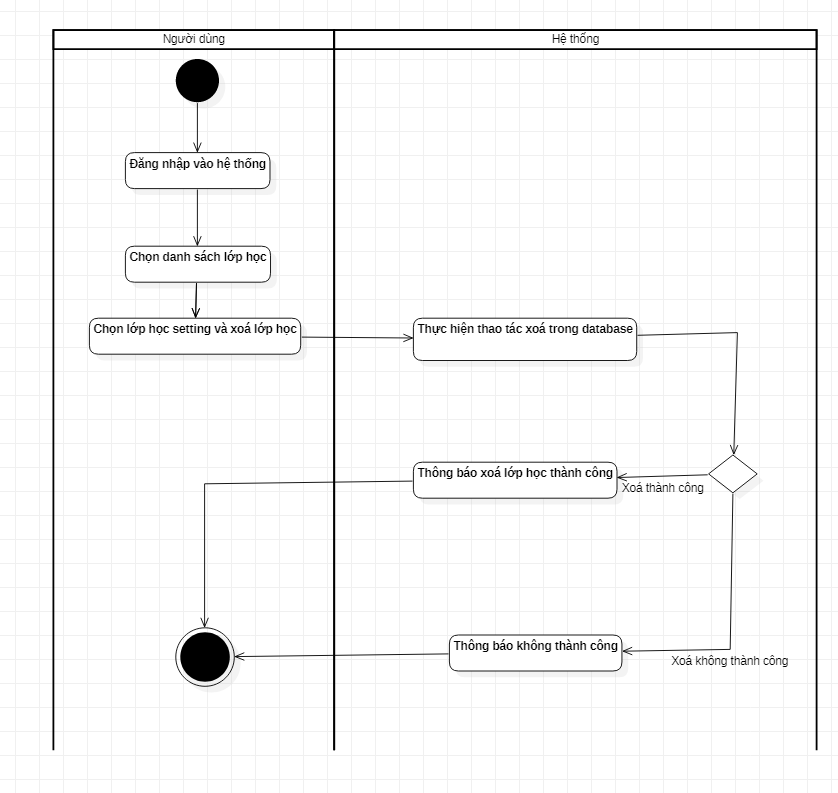 Người dùng
Hệ thống
Đăng nhập vào hệ thống
Chọn danh sách lớp học
Chọn lớp học setting và xoá lớp học
Thực hiện thao tác xoá trong database
Thông báo xoá lớp học thành công
Xoá thành công
Thông báo không thành công
Xoá không thành công